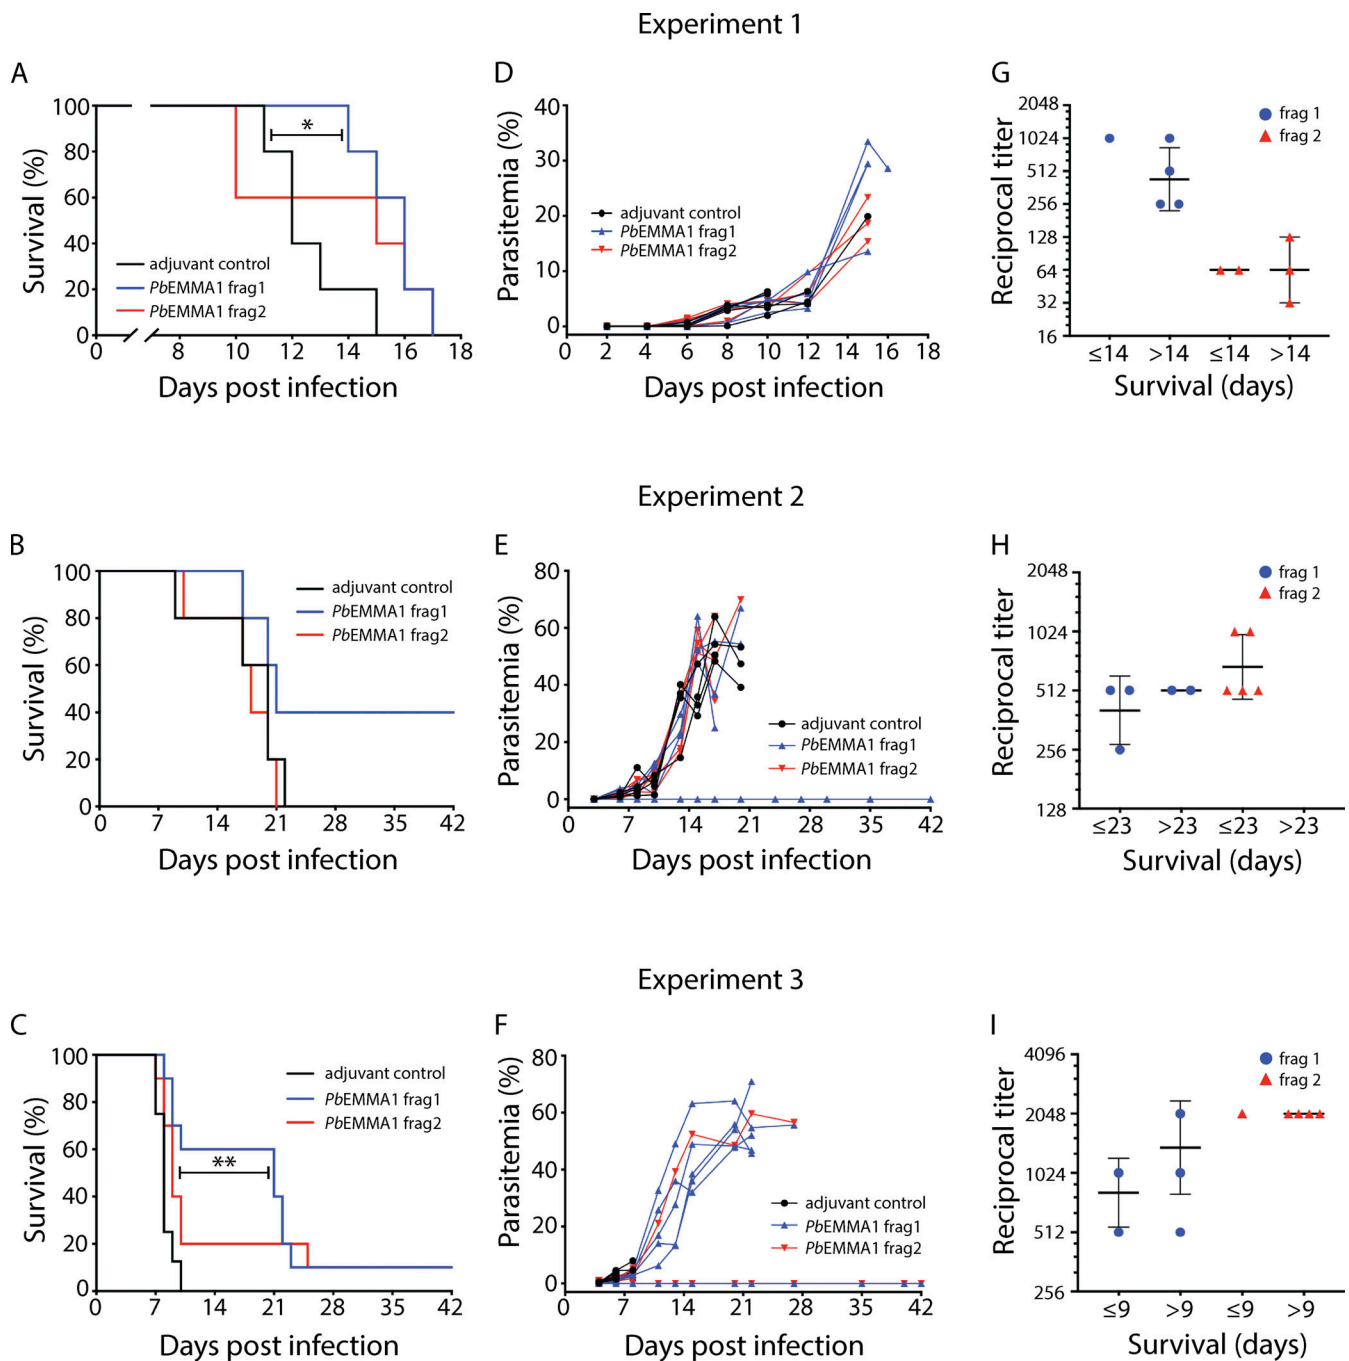 Experiment 1
A
Survival (%)
100
80
60
40
20
0
adjuvant control
PbEMMA1 frag1
PbEMMA1 frag2
0 8 10 12 14 16 18
*
Days post infection
D
Parasitemia (%)
40
30
20
10
0
adjuvant control
PbEMMA1 frag1
PbEMMA1 frag2
0 2 4 6 8 10 12 14 16 18
Days post infection
G
Reciprocal titer
2048
1024
512
256
128
64
32
16
frag 1
frag 2
≤14 >14 ≤14 >14
Survival (days)
Experiment 2
B
Survival (%)
100
80
60
40
20
0
adjuvant control
PbEMMA1 frag1
PbEMMA1 frag2
0 7 14 21 28 35 42
Days post infection
E
Parasitemia (%)
80
60
40
20
0
adjuvant control
PbEMMA1 frag1
PbEMMA1 frag2
0 7 14 21 28 35 42
Days post infection
H
Reciprocal titer
2048
1024
512
256
128
frag 1
frag 2
≤23 >23 ≤23 >23
Survival (days)
Experiment 3
C
Survival (%)
100
80
60
40
20
0
adjuvant control
PbEMMA1 frag1
PbEMMA1 frag2
**
0 7 14 21 28 35 42
Days post infection
F
Parasitemia (%)
80
60
40
20
0
adjuvant control
PbEMMA1 frag1
PbEMMA1 frag2
7 14 21 28 35 42
Days post infection
I
Reciprocal titer
4096
2048
1024
512
256
frag 1
frag 2
≤9 >9 ≤9 >9
Survival (days)